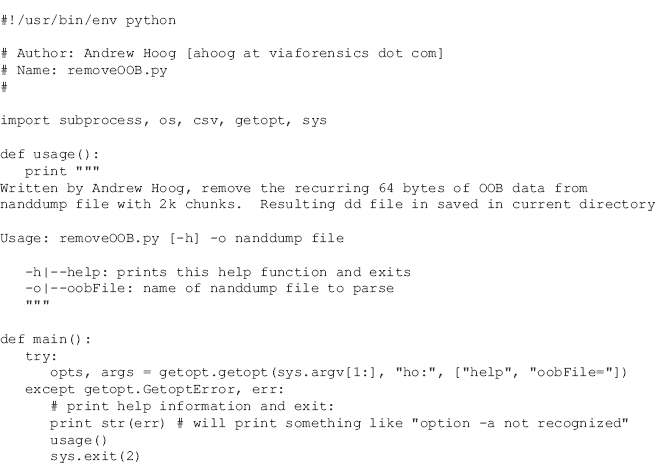 #!/usr/bin/env python
# Author: Andrew Hoog [ahoog at viaforensics dot com]
# Name: removeOOB.py
#
import subprocess, os, csv, getopt, sys
def usage():
   print """
Written by Andrew Hoog, remove the recurring 64 bytes of OOB data from
nanddump file with 2k chunks.  Resulting dd file in saved in current directory
Usage: removeOOB.py [-h] -o nanddump file
   -h|--help: prints this help function and exits
   -o|--oobFile: name of nanddump file to parse
   """
def main():
   try:
      opts, args = getopt.getopt(sys.argv[1:], "ho:", ["help", "oobFile="])
   except getopt.GetoptError, err:
      # print help information and exit:
      print str(err) # will print something like "option -a not recognized"
      usage()
      sys.exit(2)